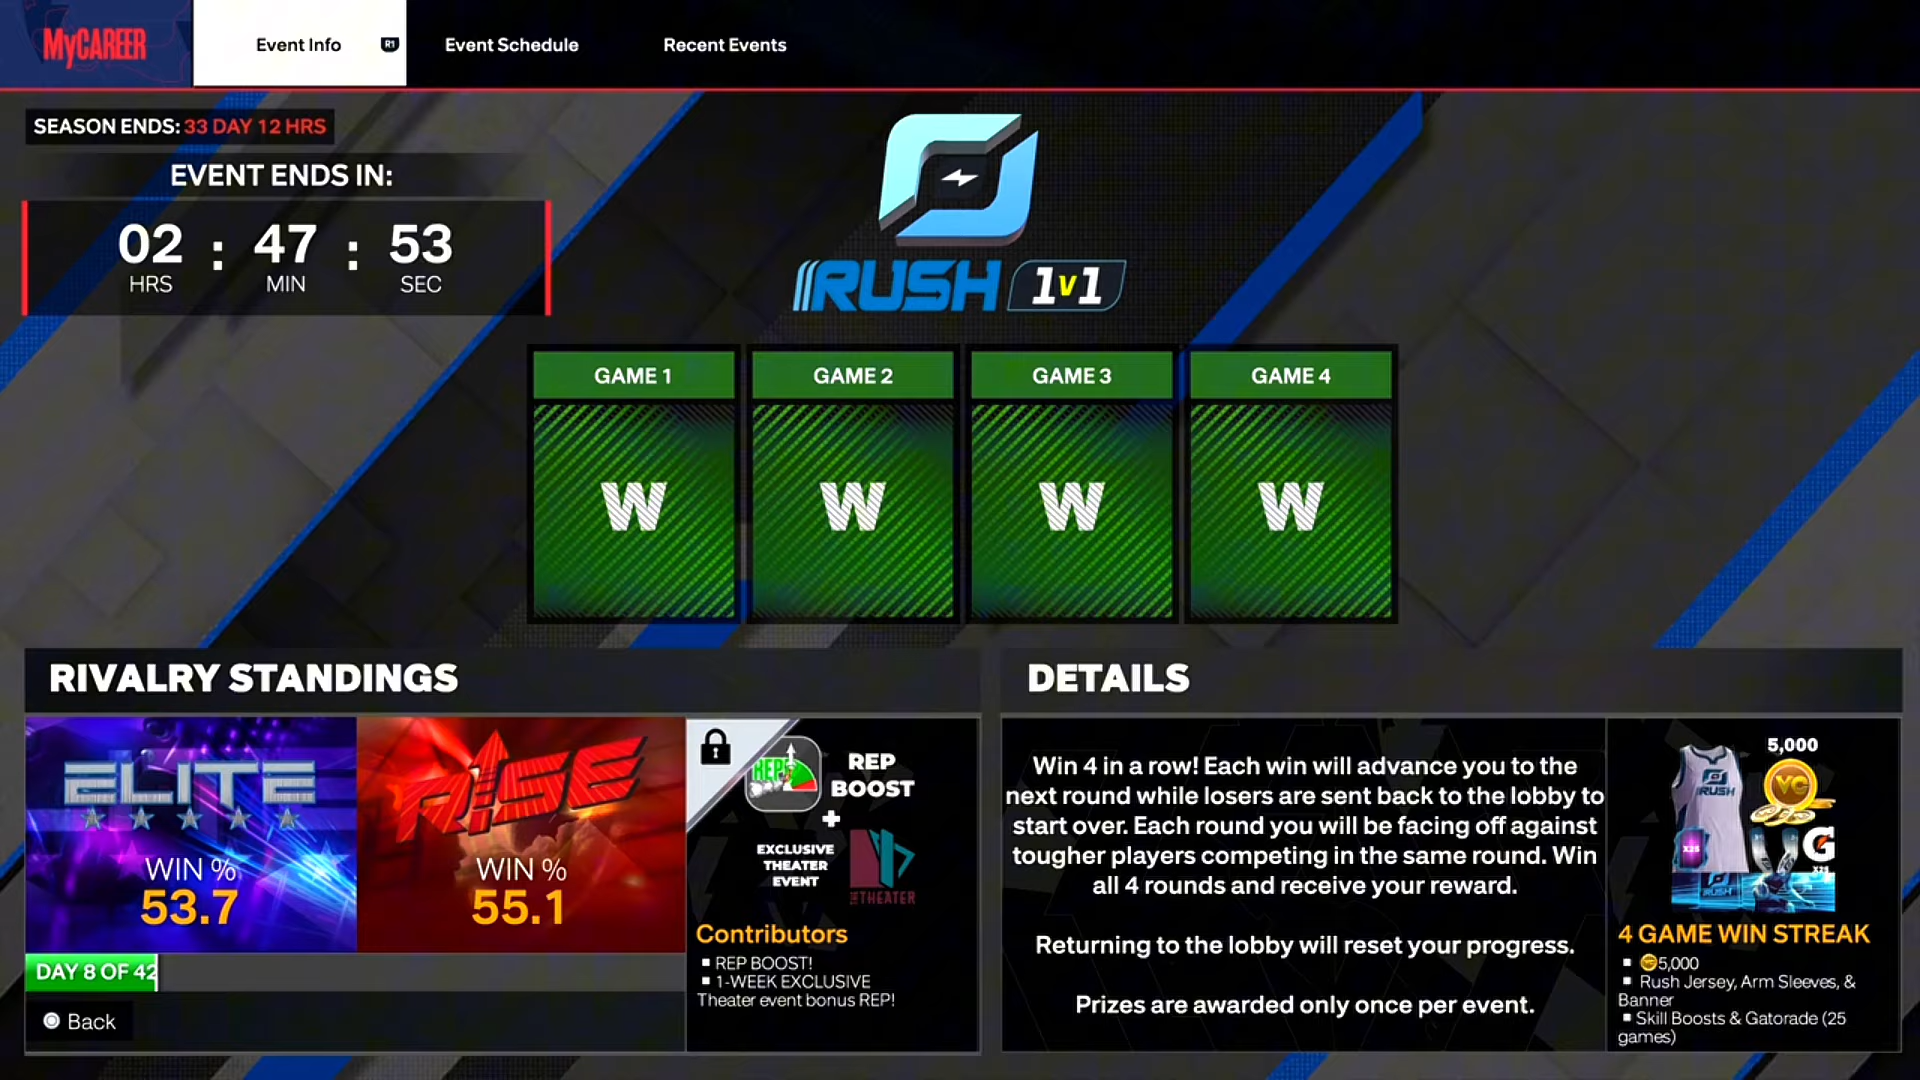 MyCAREER
Event Info
R1
Event Schedule
Recent Events
SEASON ENDS: 33 DAY 12 HRS
EVENT ENDS IN:
02 : 47 : 53
HRS MIN SEC
RUSH 1v1
GAME 1
GAME 2
GAME 3
GAME 4
W
W
W
W
RIVALRY STANDINGS
ELITE
WIN %
53.7
RISE
WIN %
55.1
DAY 8 OF 42
Back
REP
REP
BOOST
+
EXCLUSIVE
THEATER
EVENT
THEATER
Contributors
REP BOOST!
1-WEEK EXCLUSIVE
Theater event bonus REP!
DETAILS
Win 4 in a row! Each win will advance you to the
next round while losers are sent back to the lobby to
start over. Each round you will be facing off against
tougher players competing in the same round. Win
all 4 rounds and receive your reward.
Returning to the lobby will reset your progress.
Prizes are awarded only once per event.
5,000
VC
RUSH
X25
G
X25
RUSH
4 GAME WIN STREAK
5,000
Rush Jersey, Arm Sleeves, &
Banner
Skill Boosts & Gatorade (25
games)